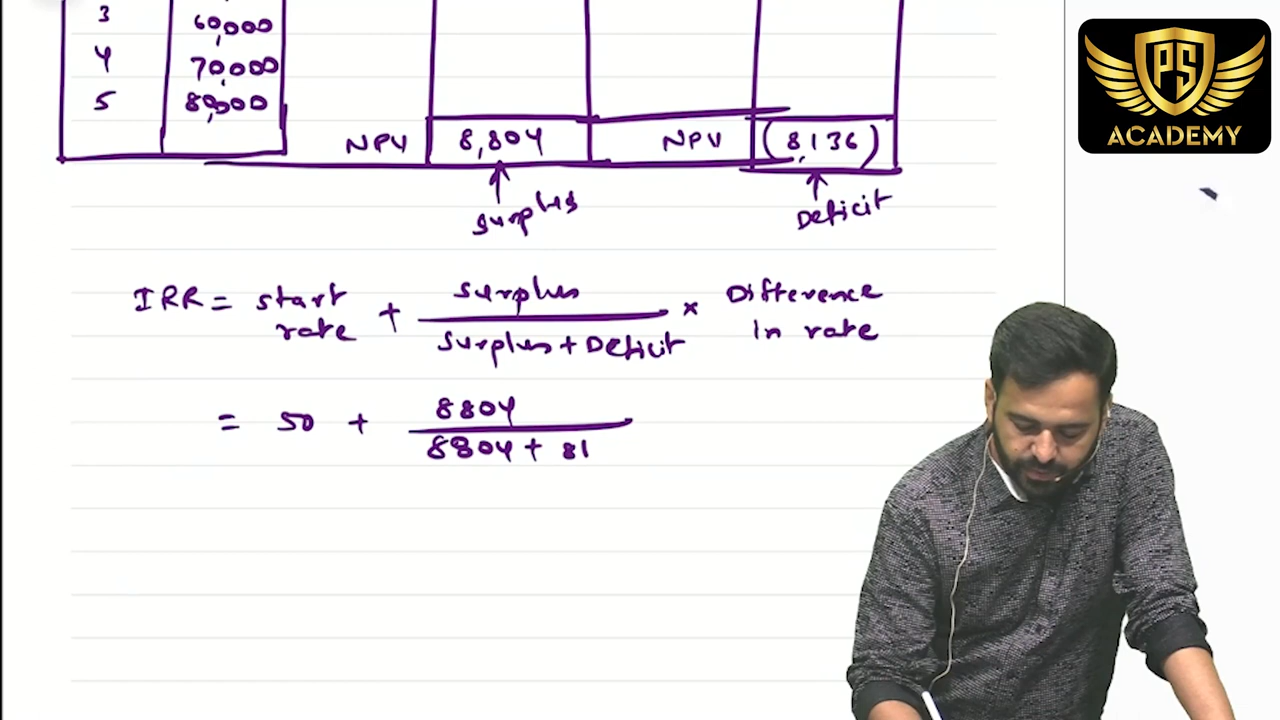 3 60,000
4 70,000
5 80,000
NPV 8,804 NPV (8,136)
surplus Deficit
IRR = start rate + surplus / surplus + Deficit × Difference in rate
= 50 + 8804 / 8804 + 81
PS
ACADEMY